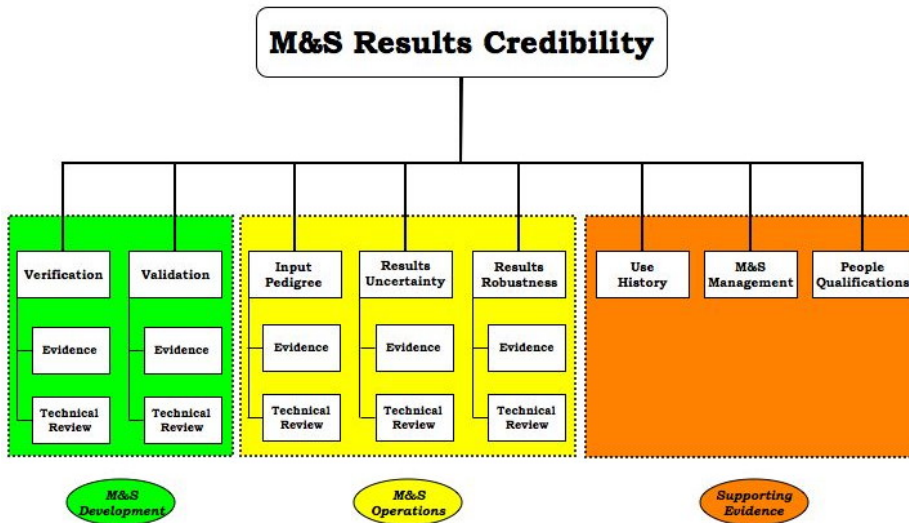 M&S Results Credibility
Verification
Validation
Input
Pedigree
Results
Uncertainty
Results
Robustness
Use
History
M&S
Management
People
Qualifications
Evidence
Evidence
Evidence
Evidence
Evidence
Technical
Review
Technical
Review
Technical
Review
Technical
Review
Technical
Review
M&S
Development
M&S
Operations
Supporting
Evidence